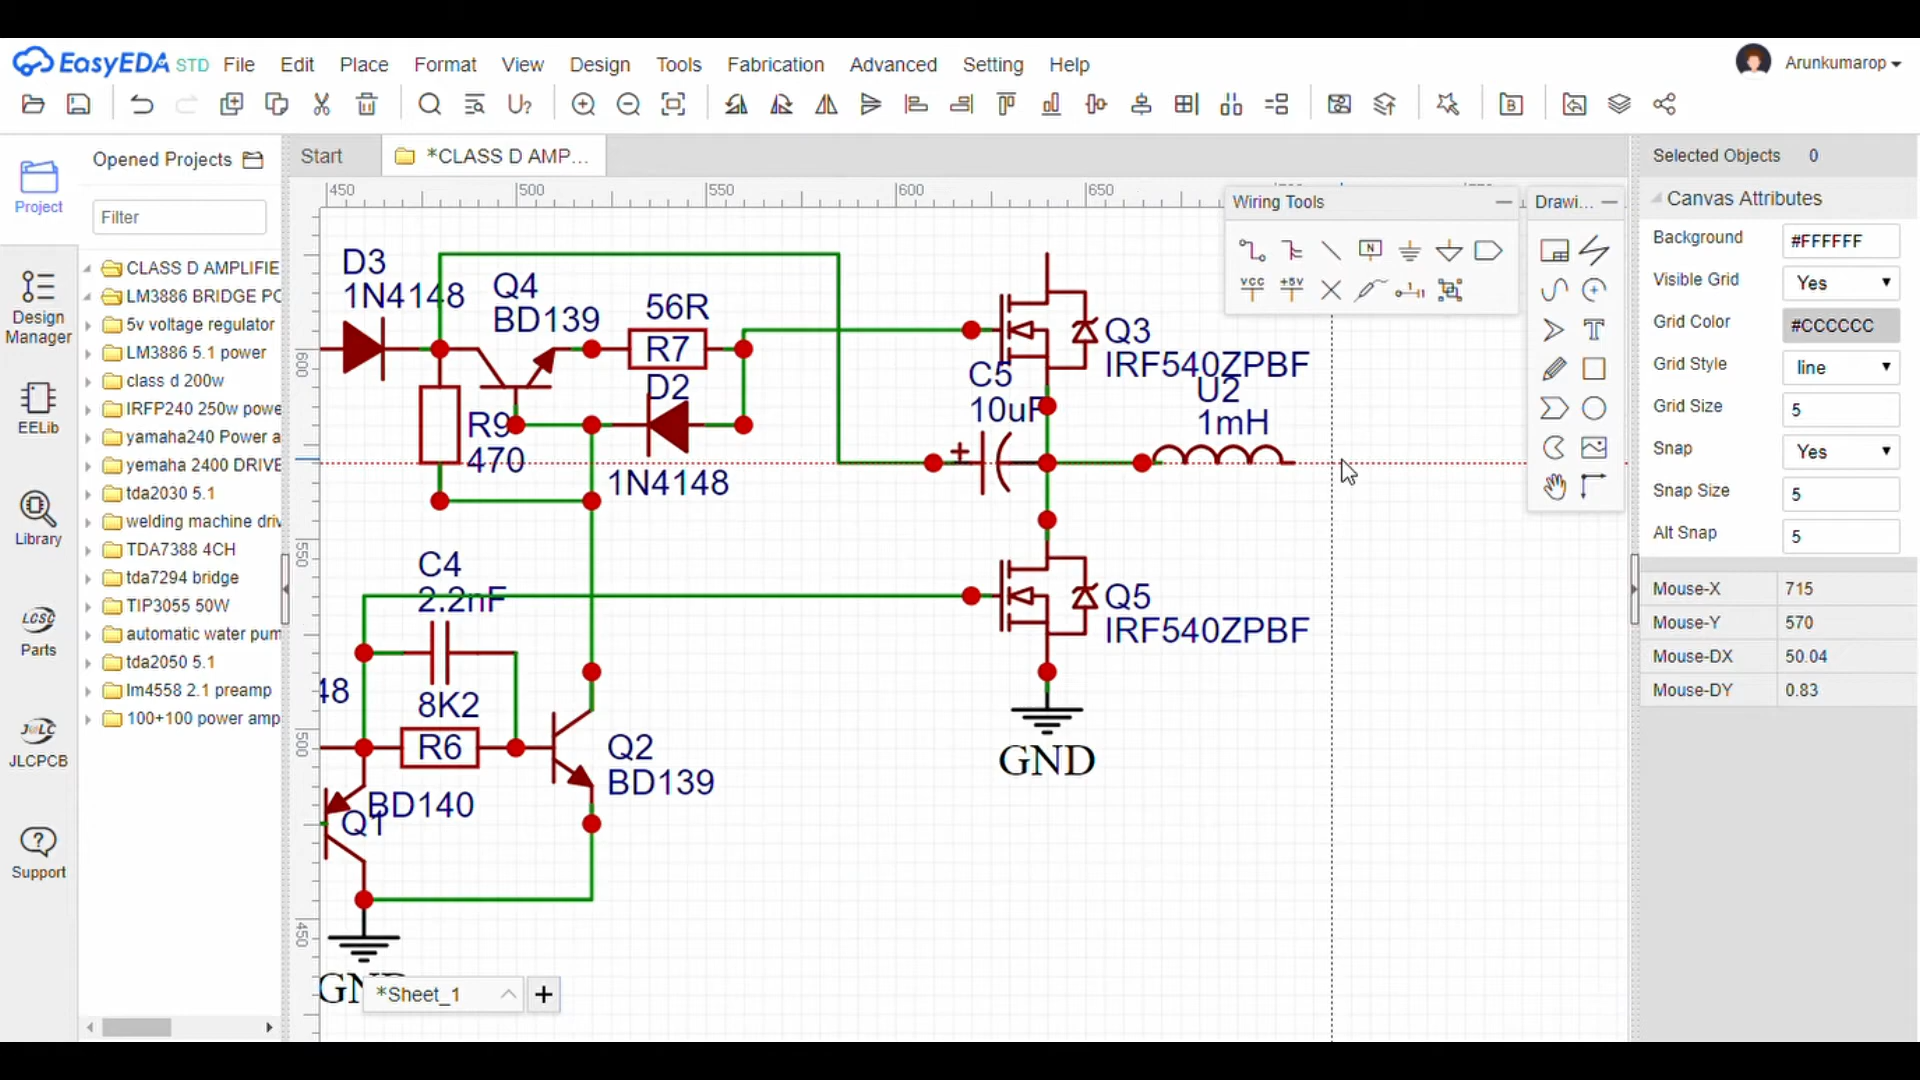 EasyEDA STD File Edit Place Format View Design Tools Fabrication Advanced Setting Help Arunkumarop
U?
B
Project
Design Manager
EELib
Library
LCSC
Parts
JLCPCB
Support
Opened Projects
Filter
CLASS D AMPLIFIE
LM3886 BRIDGE PC
5v voltage regulator
LM3886 5.1 power
class d 200w
IRFP240 250w powe
yamaha240 Power a
yemaha 2400 DRIVE
tda2030 5.1
welding machine driv
TDA7388 4CH
tda7294 bridge
TIP3055 50W
automatic water pum
tda2050 5.1
lm4558 2.1 preamp
100+100 power amp
Start *CLASS D AMP...
450 500 550 600 650
600
550
500
450
D3
1N4148
Q4
BD139
56R
R7
D2
1N4148
R9
470
C4
2.2nF
48
8K2
R6
Q2
BD139
BD140
Q1
GND
Q3
IRF540ZPBF
C5
10uF
+
U2
1mH
Q5
IRF540ZPBF
GND
*Sheet_1 +
Wiring Tools
N
VCC +5V
Drawi...
T
Selected Objects 0
Canvas Attributes
Background #FFFFFF
Visible Grid Yes
Grid Color #CCCCCC
Grid Style line
Grid Size 5
Snap Yes
Snap Size 5
Alt Snap 5
Mouse-X 715
Mouse-Y 570
Mouse-DX 50.04
Mouse-DY 0.83